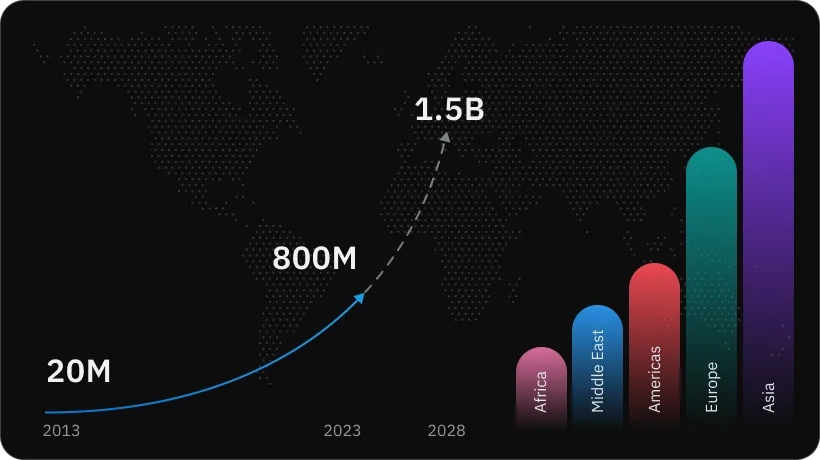 1.5B
800M
20M
2013
2023
2028
Africa
Middle East
Americas
Europe
Asia